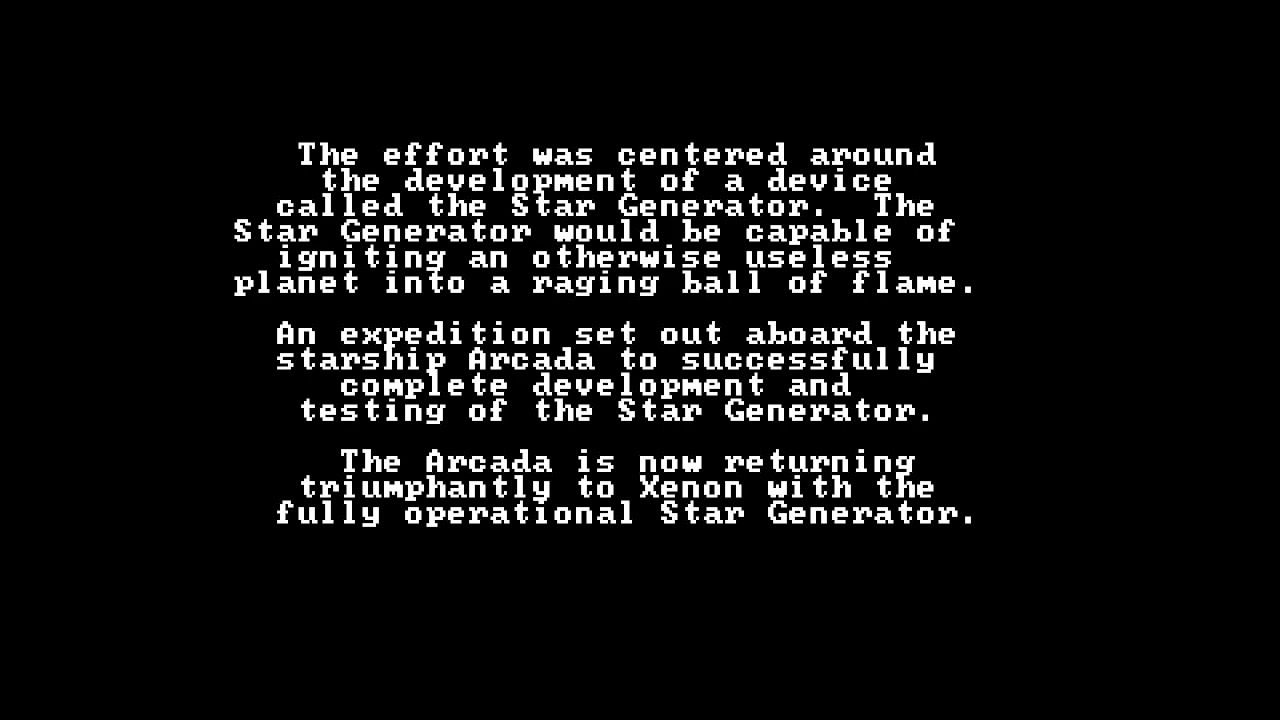 The effort was centered around
the development of a device
called the Star Generator.  The
Star Generator would be capable of
igniting an otherwise useless
planet into a raging ball of flame.
An expedition set out aboard the
starship Arcada to successfully
complete development and
testing of the Star Generator.
The Arcada is now returning
triumphantly to Xenon with the
fully operational Star Generator.